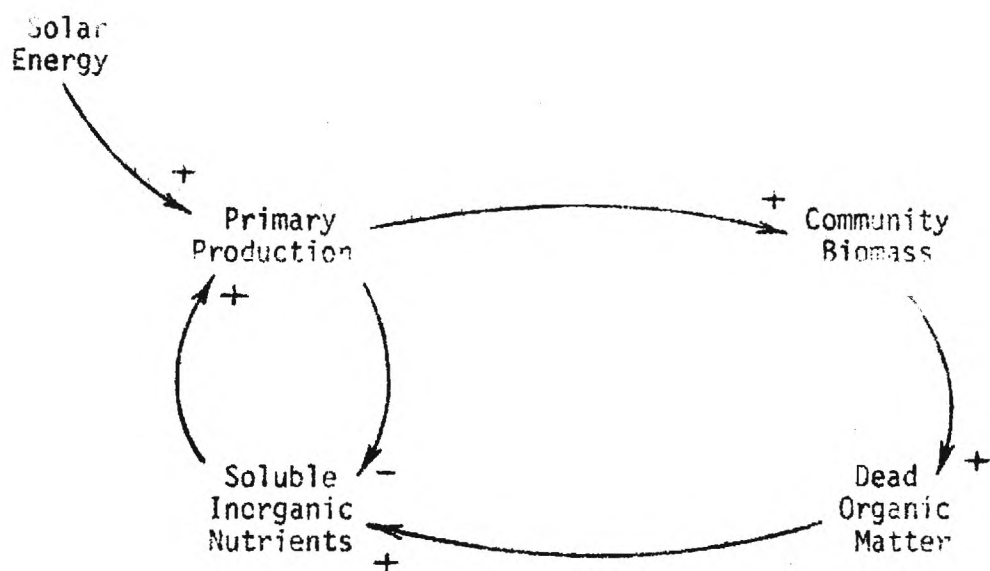 Solar
Energy
+
+
Primary
Production
Community
Biomass
+
Soluble
Inorganic
Nutrients
-
+
Dead
Organic
Matter
+